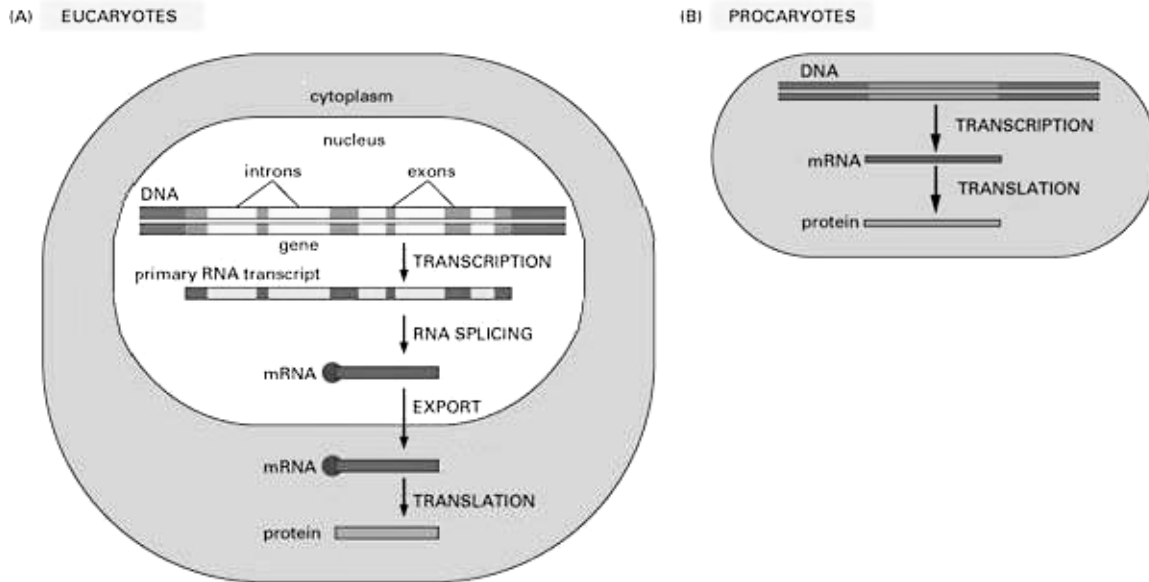 (A) EUCARYOTES
cytoplasm
nucleus
introns exons
DNA
gene
TRANSCRIPTION
primary RNA transcript
RNA SPLICING
mRNA
EXPORT
mRNA
TRANSLATION
protein
(B) PROCARYOTES
DNA
TRANSCRIPTION
mRNA
TRANSLATION
protein